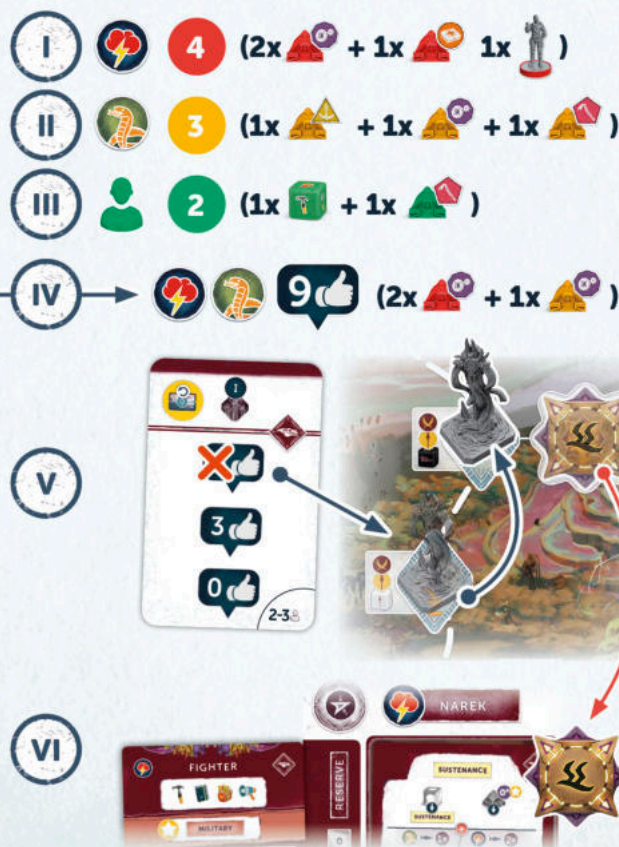 I 4 (2x + 1x 1x )
II 3 (1x + 1x + 1x )
III 2 (1x + 1x )
IV 9 (2x + 1x )
V
I
3
0
2-3
VI
NAREK
FIGHTER
MILITARY
RESERVE
SUSTENANCE
SUSTENANCE